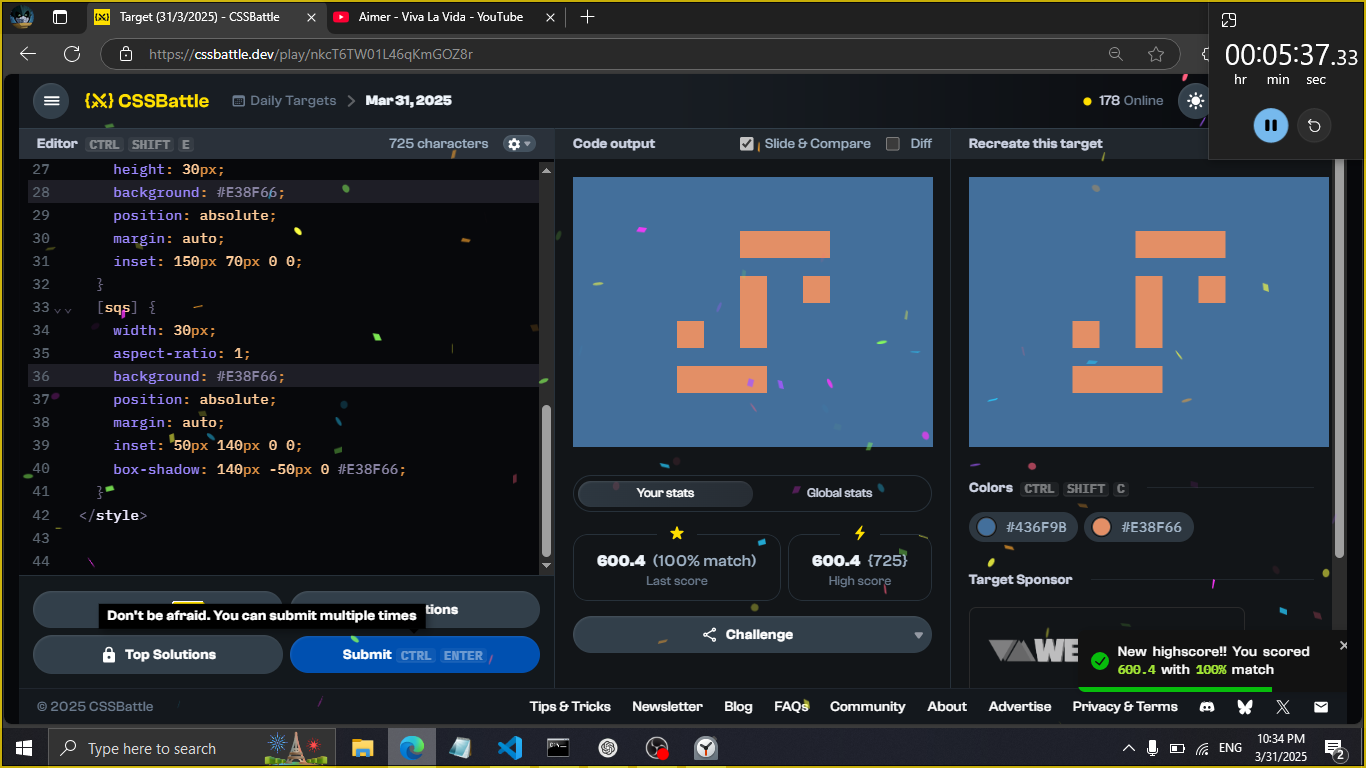 Target (31/3/2025) - CSSBattle
Aimer - Viva La Vida - YouTube
https://cssbattle.dev/play/nkcT6TW01L46qKmGOZ8r
00:05:37.33
hr min sec
{X} CSSBattle
Daily Targets > Mar 31, 2025
178 Online
Editor CTRL SHIFT E
725 characters
Code output
Slide & Compare
Diff
Recreate this target
27 height: 30px;
28 background: #E38F66;
29 position: absolute;
30 margin: auto;
31 inset: 150px 70px 0 0;
32 }
33 [sqs] {
34 width: 30px;
35 aspect-ratio: 1;
36 background: #E38F66;
37 position: absolute;
38 margin: auto;
39 inset: 50px 140px 0 0;
40 box-shadow: 140px -50px 0 #E38F66;
41 }
42 </style>
43
44
Your stats
Global stats
600.4 (100% match)
Last score
600.4 {725}
High score
Challenge
Colors CTRL SHIFT C
#436F9B
#E38F66
Target Sponsor
WE
Don't be afraid. You can submit multiple times
Top Solutions
Submit CTRL ENTER
New highscore!! You scored
600.4 with 100% match
© 2025 CSSBattle
Tips & Tricks
Newsletter
Blog
FAQs
Community
About
Advertise
Privacy & Terms
Type here to search
ENG
10:34 PM
3/31/2025
2